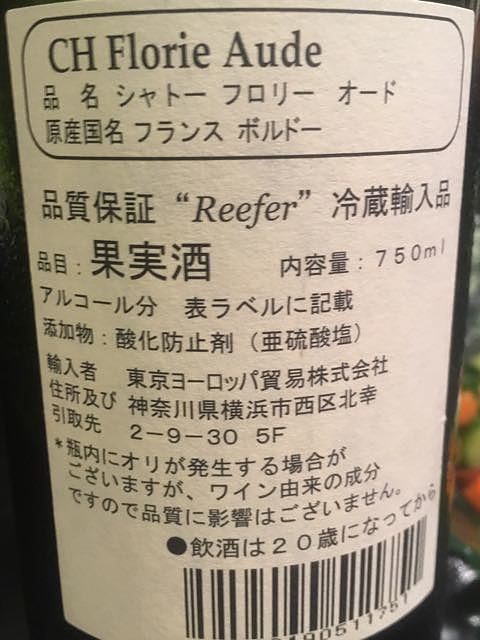 CH Florie Aude
品 名 シャトー フロリー オード
原産国名 フランス ボルドー
品質保証 “Reefer” 冷蔵輸入品
品目：果実酒 内容量：750ml
アルコール分 表ラベルに記載
添加物：酸化防止剤（亜硫酸塩）
輸入者 東京ヨーロッパ貿易株式会社
住所及び 神奈川県横浜市西区北幸
引取先 2−9−30 5F
*瓶内にオリが発生する場合が
ございますが、ワイン由来の成分
ですので品質に影響はございません。
●飲酒は20歳になってから